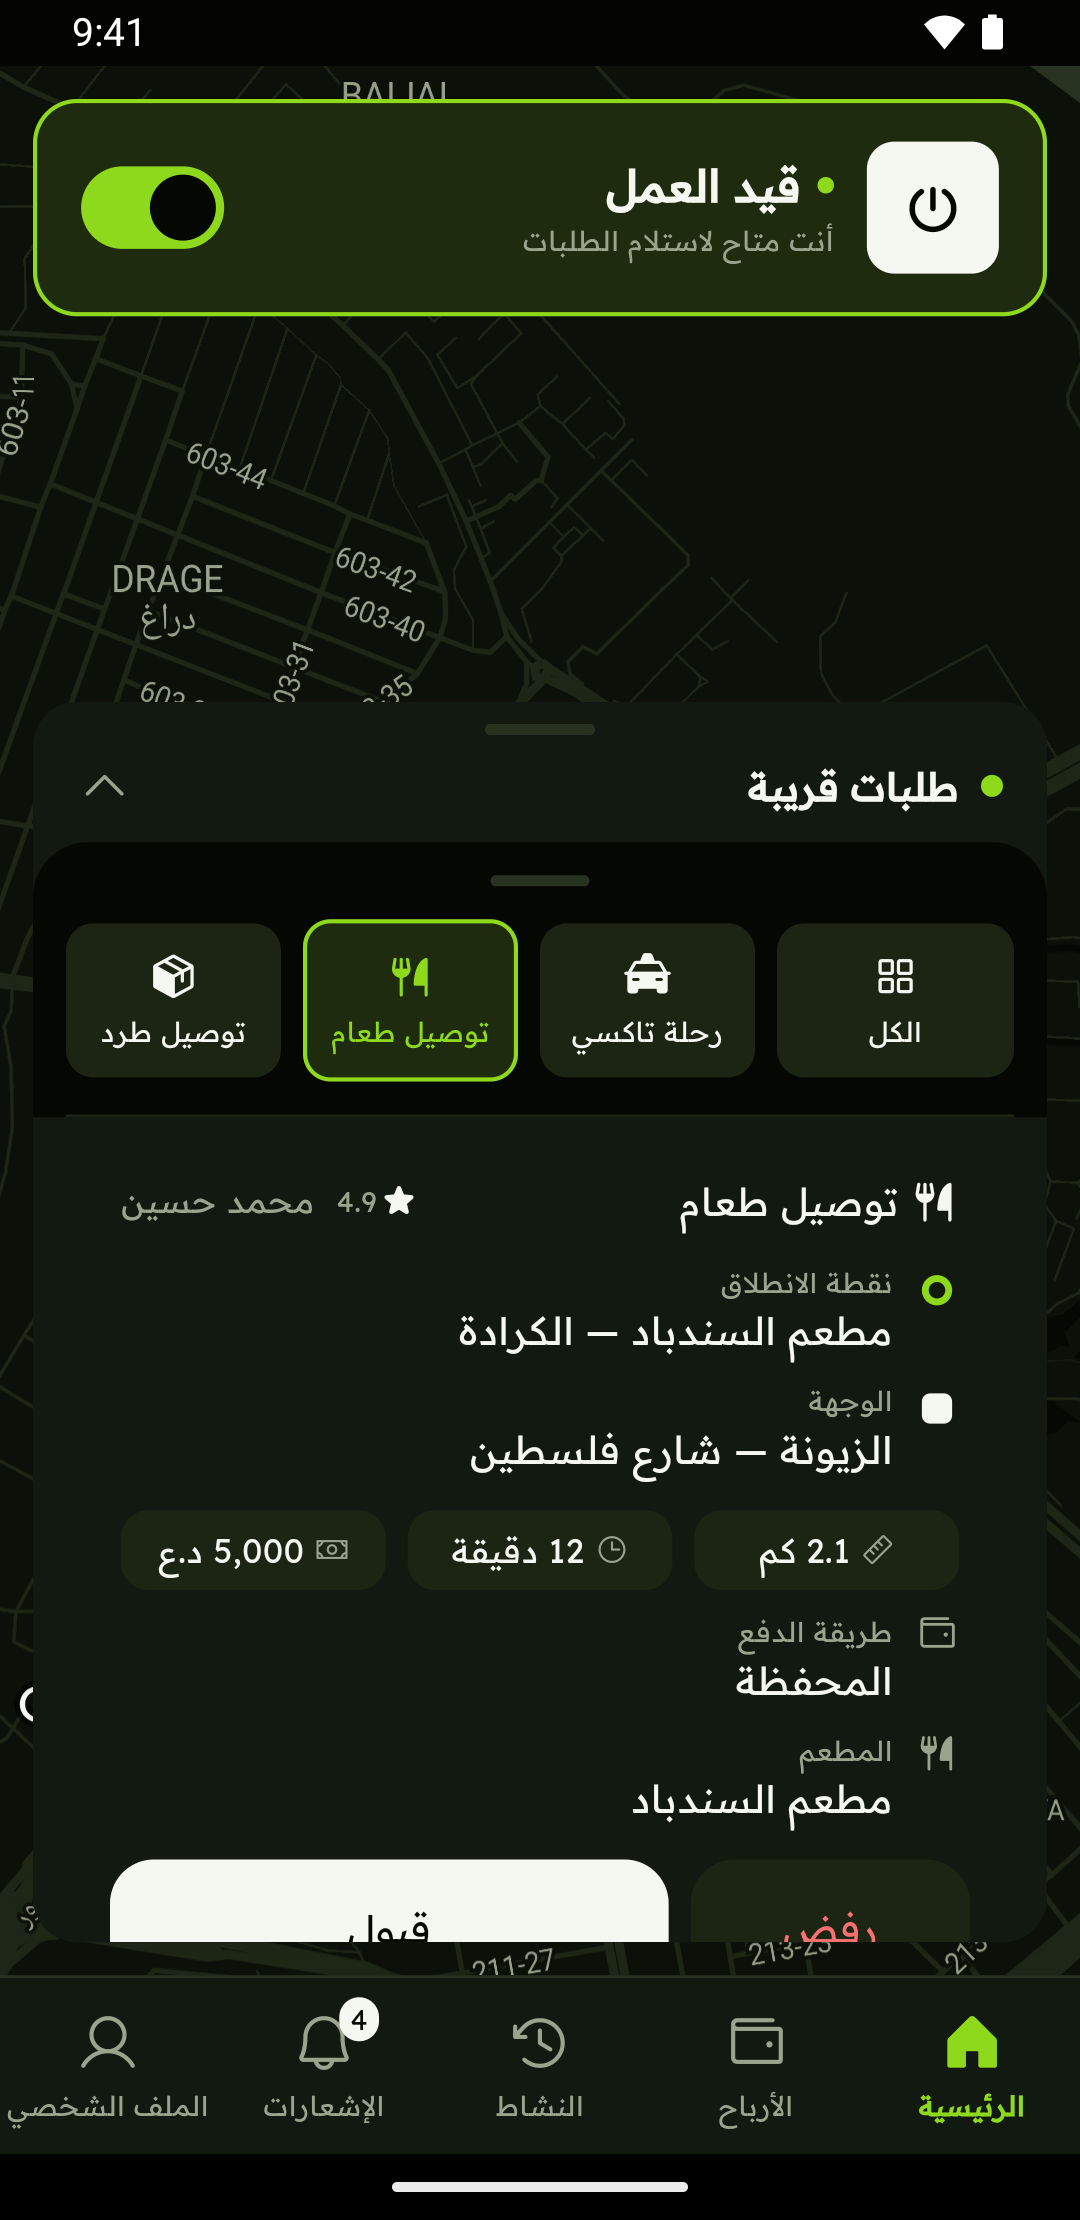 9:41
قيد العمل
أنت متاح لاستلام الطلبات
603-11
603-44
603-42
603-40
DRAGE
دراغ
طلبات قريبة
الكل
رحلة تاكسي
توصيل طعام
توصيل طرد
توصيل طعام
4.9 محمد حسين
نقطة الانطلاق
مطعم السندباد — الكرادة
الوجهة
الزيونة — شارع فلسطين
2.1 كم
12 دقيقة
5,000 د.ع
طريقة الدفع
المحفظة
المطعم
مطعم السندباد
رفض
قبول
211-27
213-23
الرئيسية
الأرباح
النشاط
4
الإشعارات
الملف الشخصي